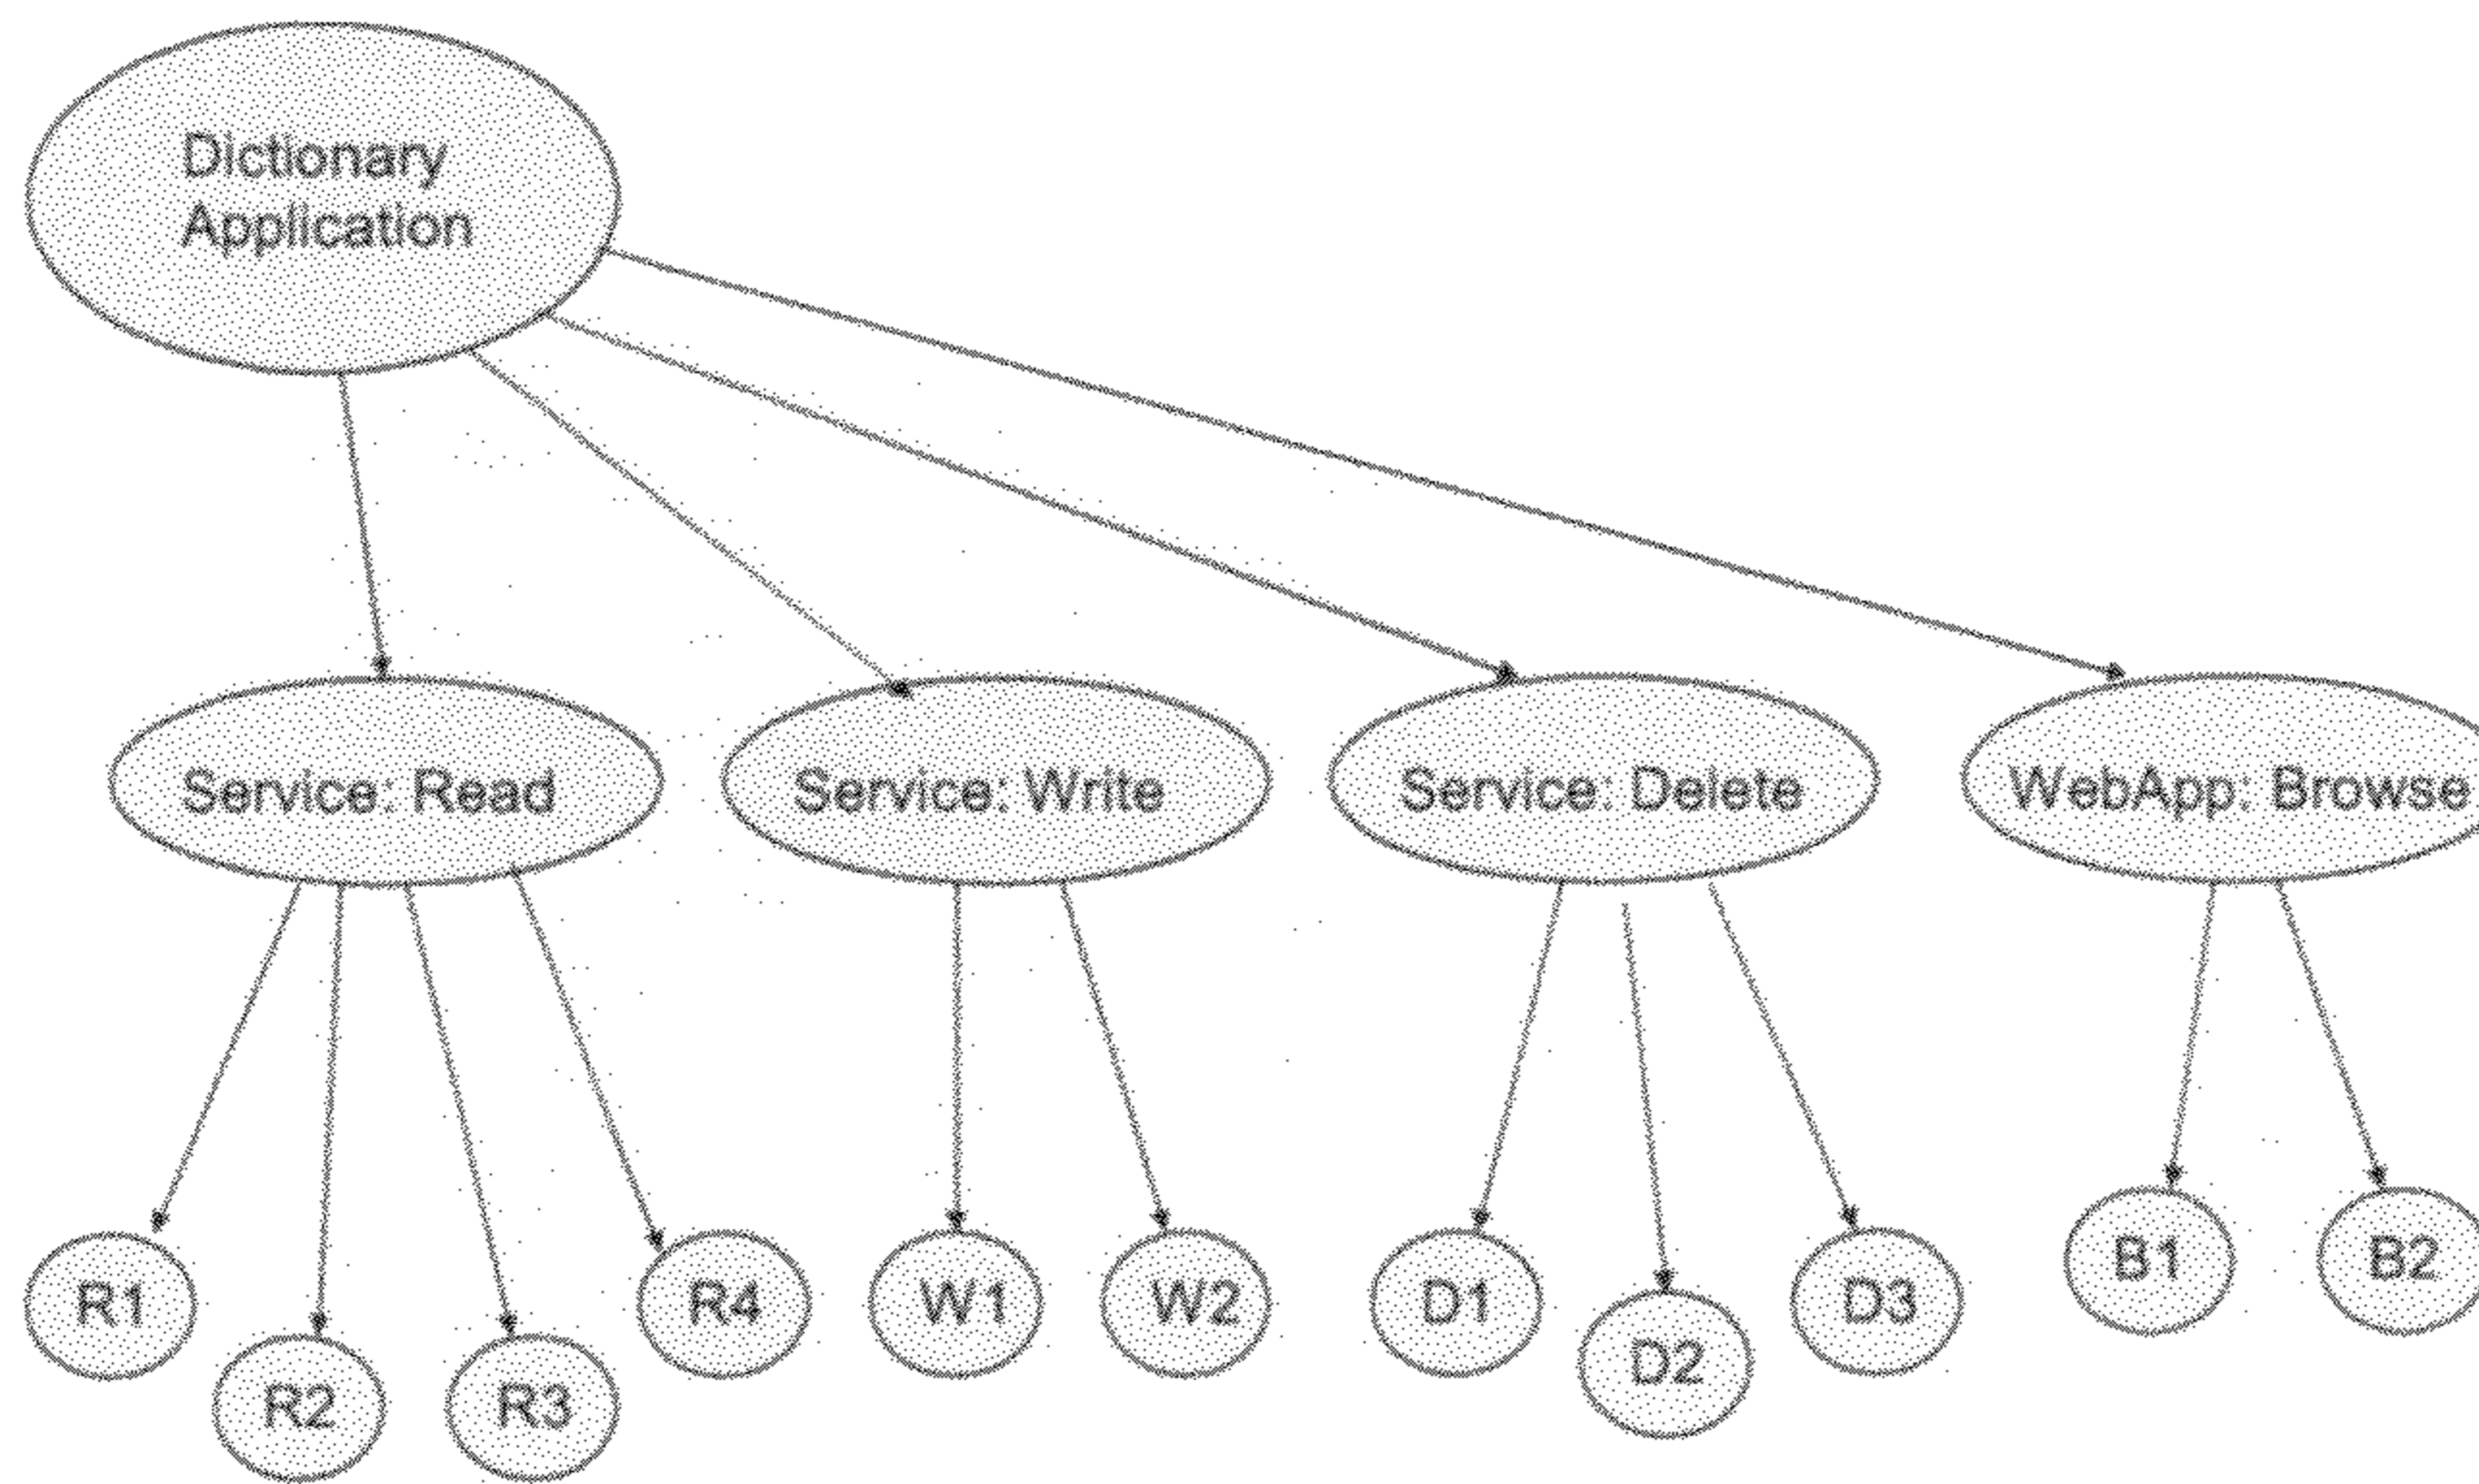 Dictionary
Application
Service: Read
Service: Write
Service: Delete
WebApp: Browse
R1
R2
R3
R4
W1
W2
D1
D2
D3
B1
B2